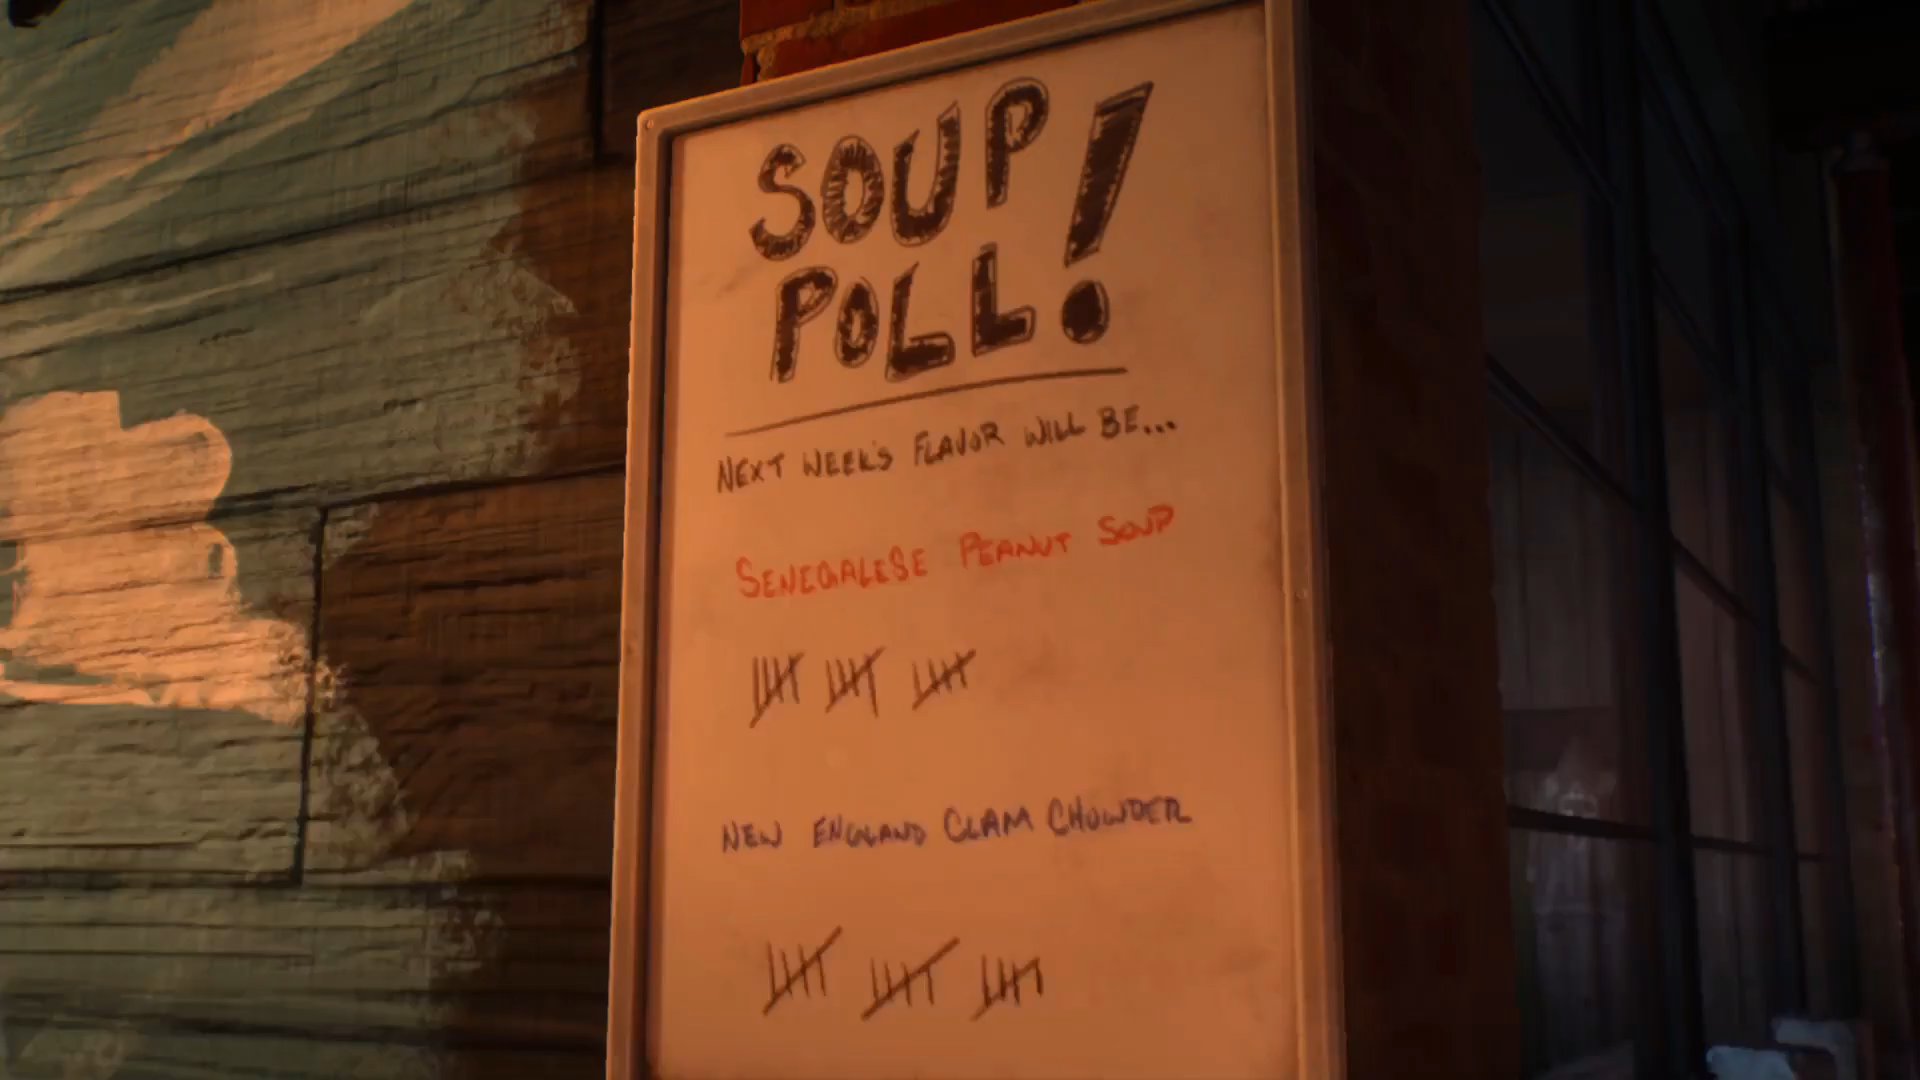 SOUP
POLL!
NEXT WEEK'S FLAVOR WILL BE...
SENEGALESE PEANUT SOUP
NEW ENGLAND CLAM CHOWDER